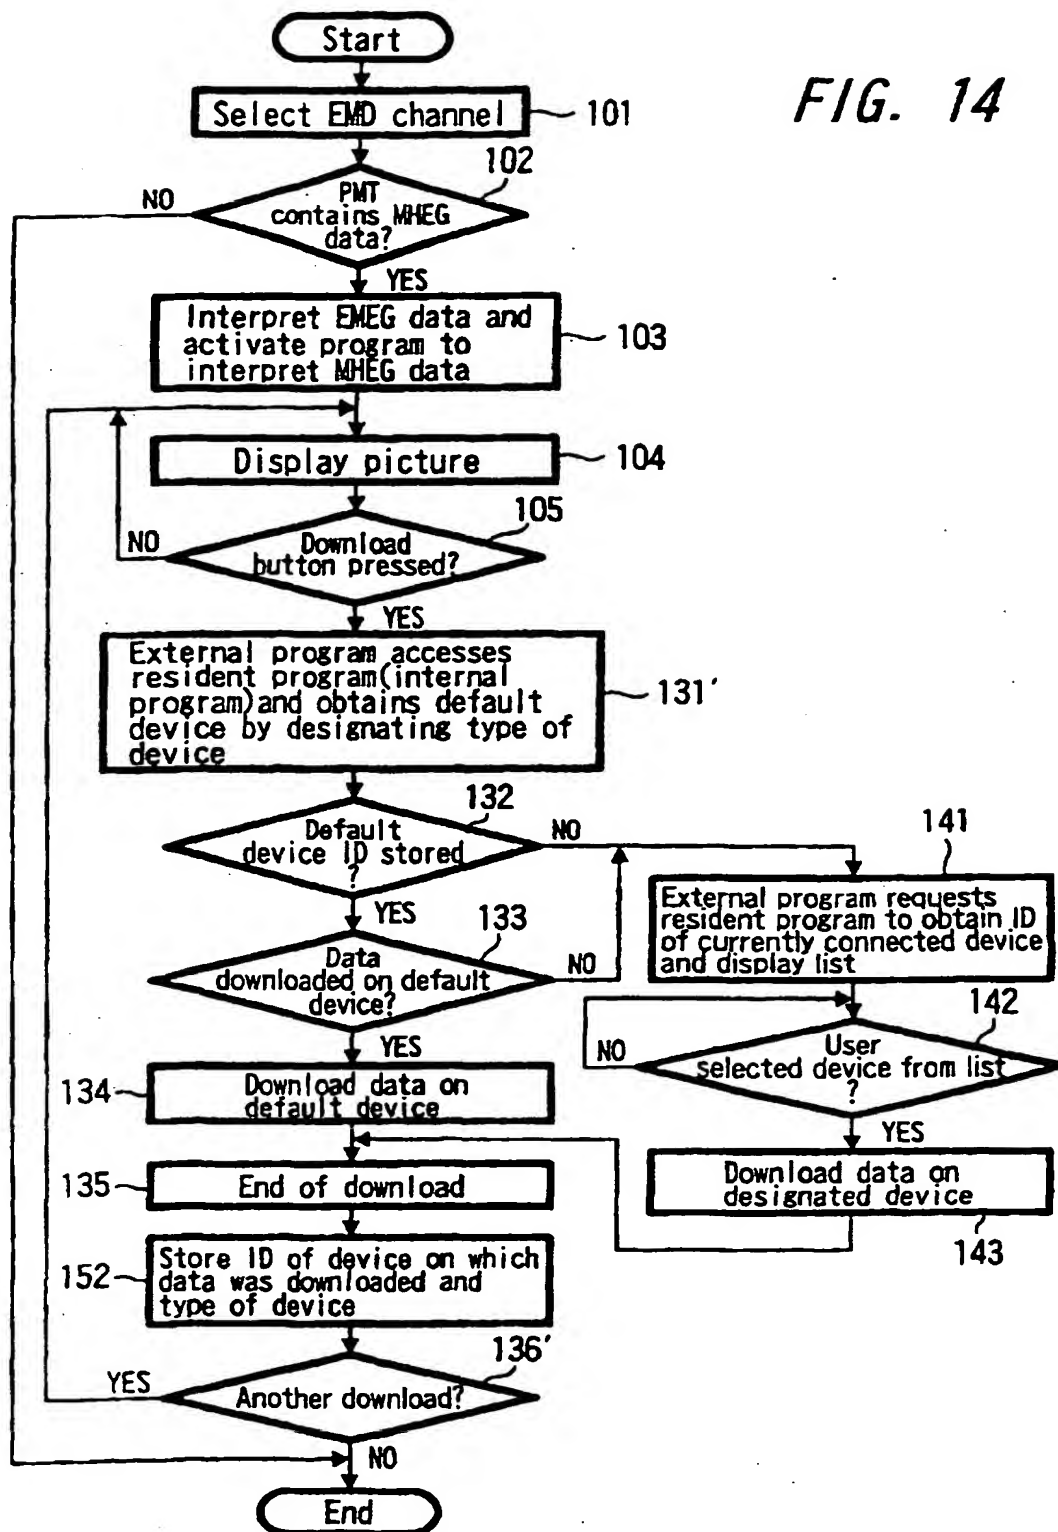 Start
FIG. 14
Select EMD channel
101
102
NO
PMT
contains MHEG
data?
YES
Interpret EMEG data and
activate program to
interpret MHEG data
103
Display picture
104
105
NO
Download
button pressed?
YES
External program accesses
resident program(internal
program)and obtains default
device by designating type of
device
131'
132
Default
device ID stored
?
NO
YES
141
External program requests
resident program to obtain ID
of currently connected device
and display list
133
Data
downloaded on default
device?
NO
YES
142
NO
User
selected device from list
?
YES
134
Download data on
default device
Download data on
designated device
143
135
End of download
152
Store ID of device on which
data was downloaded and
type of device
136'
YES
Another download?
NO
End